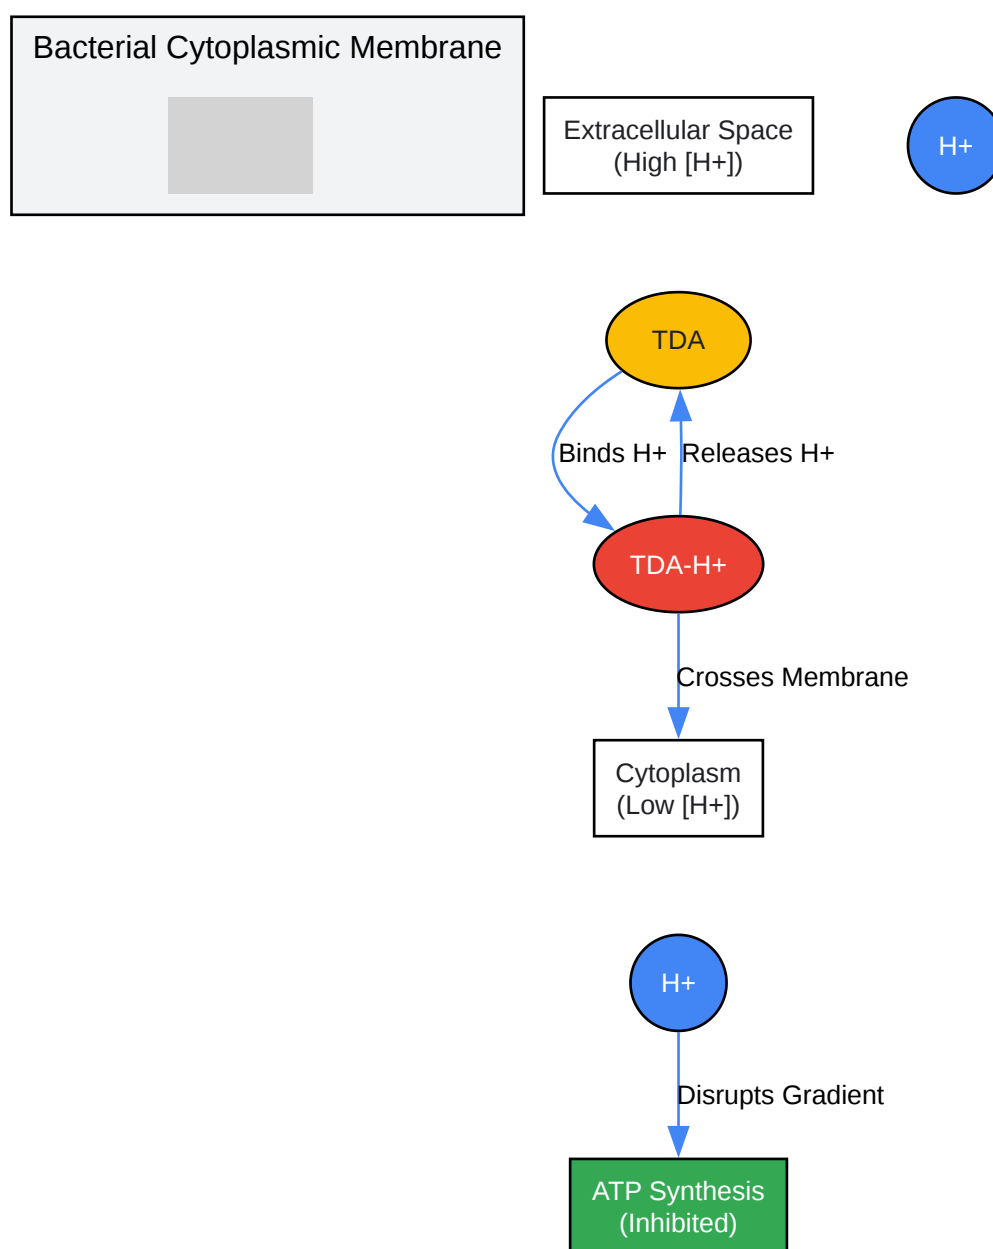 Bacterial Cytoplasmic Membrane
Extracellular Space
(High [H+])
H+
TDA
Binds H+
Releases H+
TDA-H+
Crosses Membrane
Cytoplasm
(Low [H+])
H+
Disrupts Gradient
ATP Synthesis
(Inhibited)